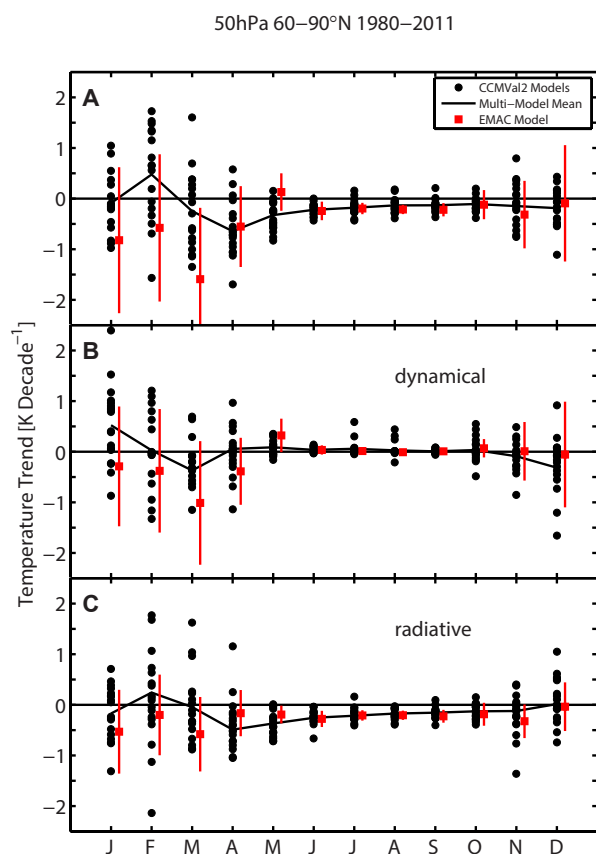 50hPa 60−90°N 1980−2011
A
CCMVal2 Models
Multi−Model Mean
EMAC Model
2
1
0
−1
−2
B
dynamical
2
1
0
−1
−2
Temperature Trend [K Decade−1]
C
radiative
2
1
0
−1
−2
J F M A M J J A S O N D